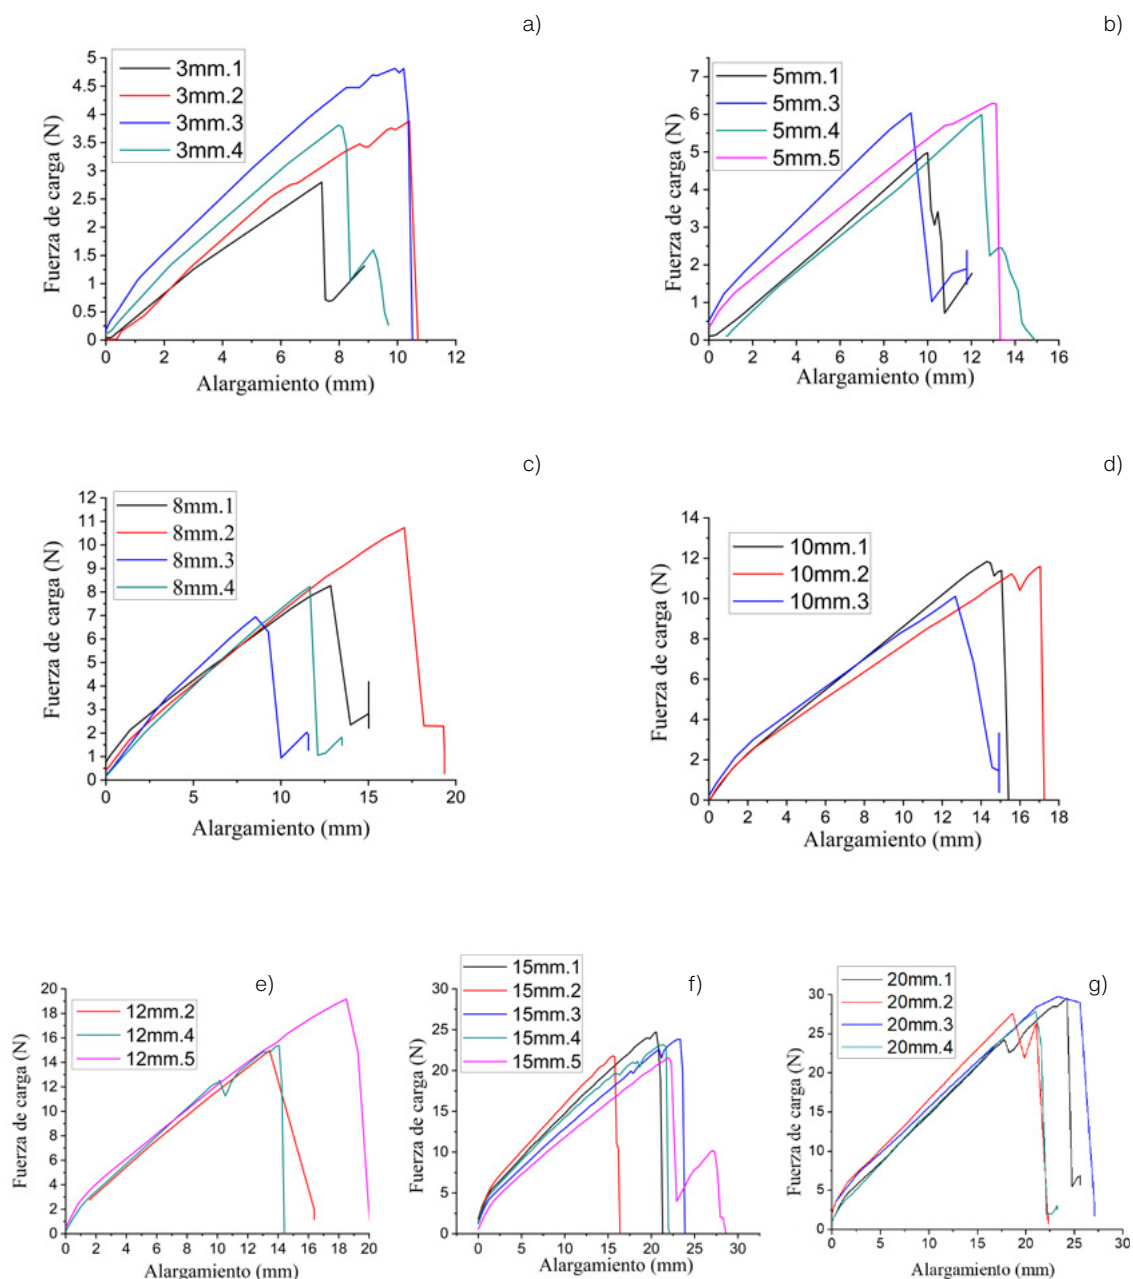 a)
3mm.1
3mm.2
3mm.3
3mm.4
Fuerza de carga (N)
5
4.5
4
3.5
3
2.5
2
1.5
1
0.5
0
0 2 4 6 8 10 12
Alargamiento (mm)
b)
5mm.1
5mm.3
5mm.4
5mm.5
Fuerza de carga (N)
7
6
5
4
3
2
1
0
0 2 4 6 8 10 12 14 16
Alargamiento (mm)
c)
8mm.1
8mm.2
8mm.3
8mm.4
Fuerza de carga (N)
12
11
10
9
8
7
6
5
4
3
2
1
0
0 5 10 15 20
Alargamiento (mm)
d)
10mm.1
10mm.2
10mm.3
Fuerza de carga (N)
14
12
10
8
6
4
2
0
0 2 4 6 8 10 12 14 16 18
Alargamiento (mm)
e)
12mm.2
12mm.4
12mm.5
Fuerza de carga (N)
20
18
16
14
12
10
8
6
4
2
0
0 2 4 6 8 10 12 14 16 18 20
Alargamiento (mm)
f)
15mm.1
15mm.2
15mm.3
15mm.4
15mm.5
Fuerza de carga (N)
30
25
20
15
10
5
0
0 5 10 15 20 25 30
Alargamiento (mm)
g)
20mm.1
20mm.2
20mm.3
20mm.4
Fuerza de carga (N)
30
25
20
15
10
5
0
0 5 10 15 20 25 30
Alargamiento (mm)